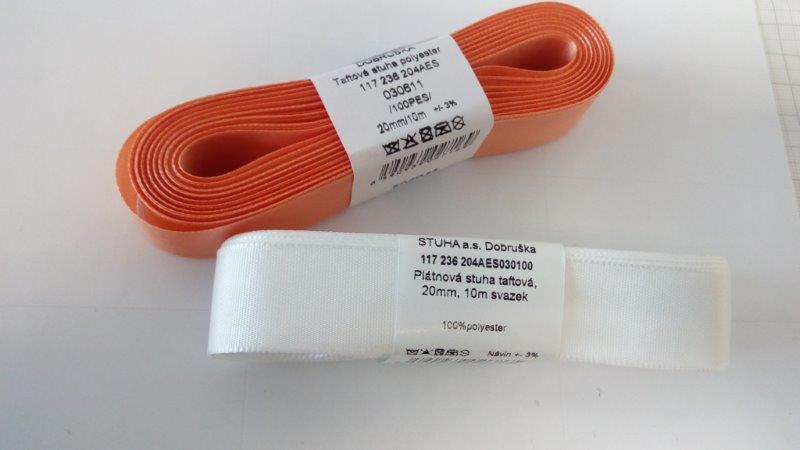 DOBRUŠKA
Taftová stuha polyester
117 236 204AES
030611
/100PES/
20mm/10m +/- 3%
STUHA a.s. Dobruška
117 236 204AES030100
Plátnová stuha taftová,
20mm, 10m svazek
100%polyester
Návin +- 3%